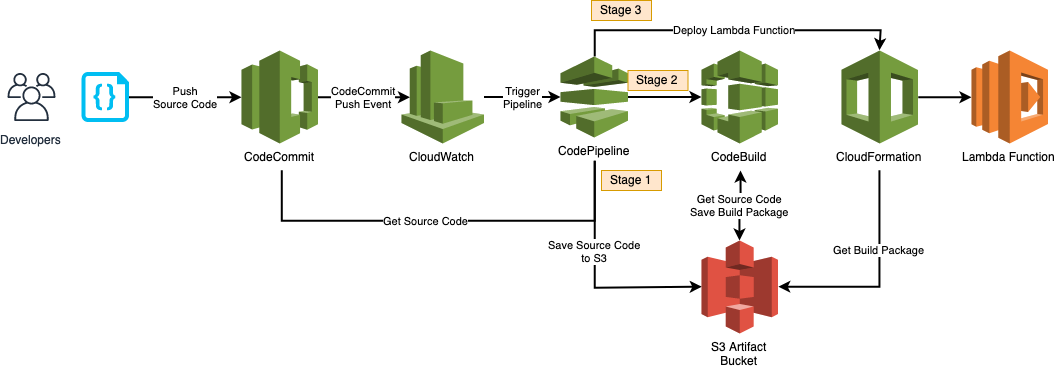 Stage 3
Deploy Lambda Function
Stage 2
{}
Push
Source Code
CodeCommit
Push Event
Trigger
Pipeline
Developers
CodeCommit
CloudWatch
CodePipeline
CodeBuild
CloudFormation
Lambda Function
Stage 1
Get Source Code
Save Build Package
Get Source Code
Save Source Code
to S3
Get Build Package
S3 Artifact
Bucket